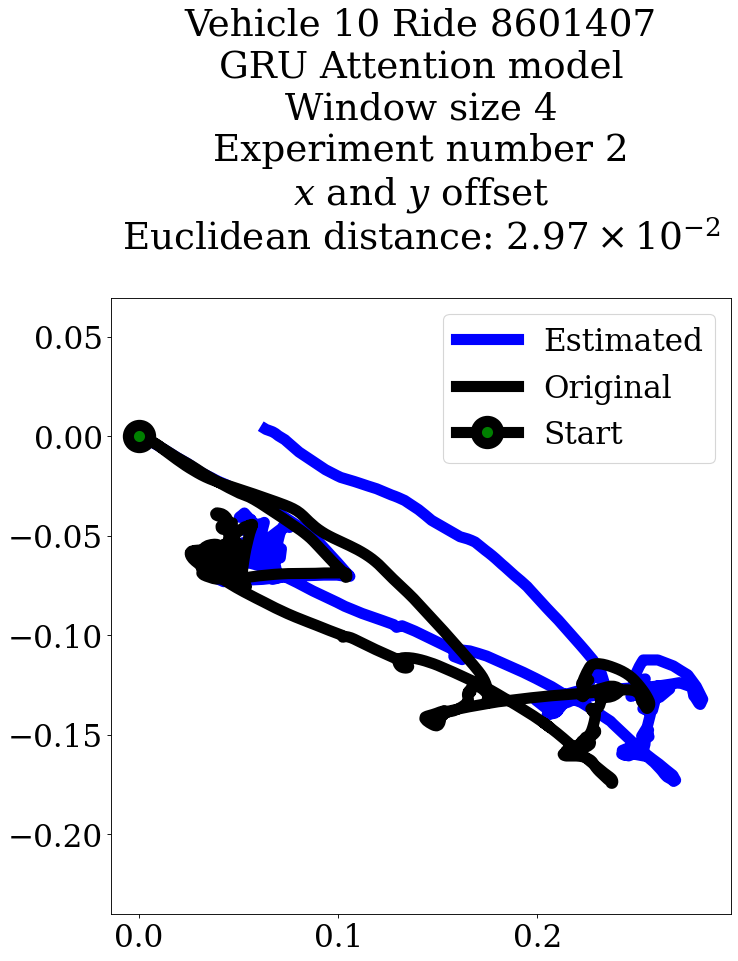 Vehicle 10 Ride 8601407
GRU Attention model
Window size 4
Experiment number 2
x and y offset
Euclidean distance: 2.97 × 10⁻²
Estimated
Original
Start
0.05
0.00
−0.05
−0.10
−0.15
−0.20
0.0 0.1 0.2